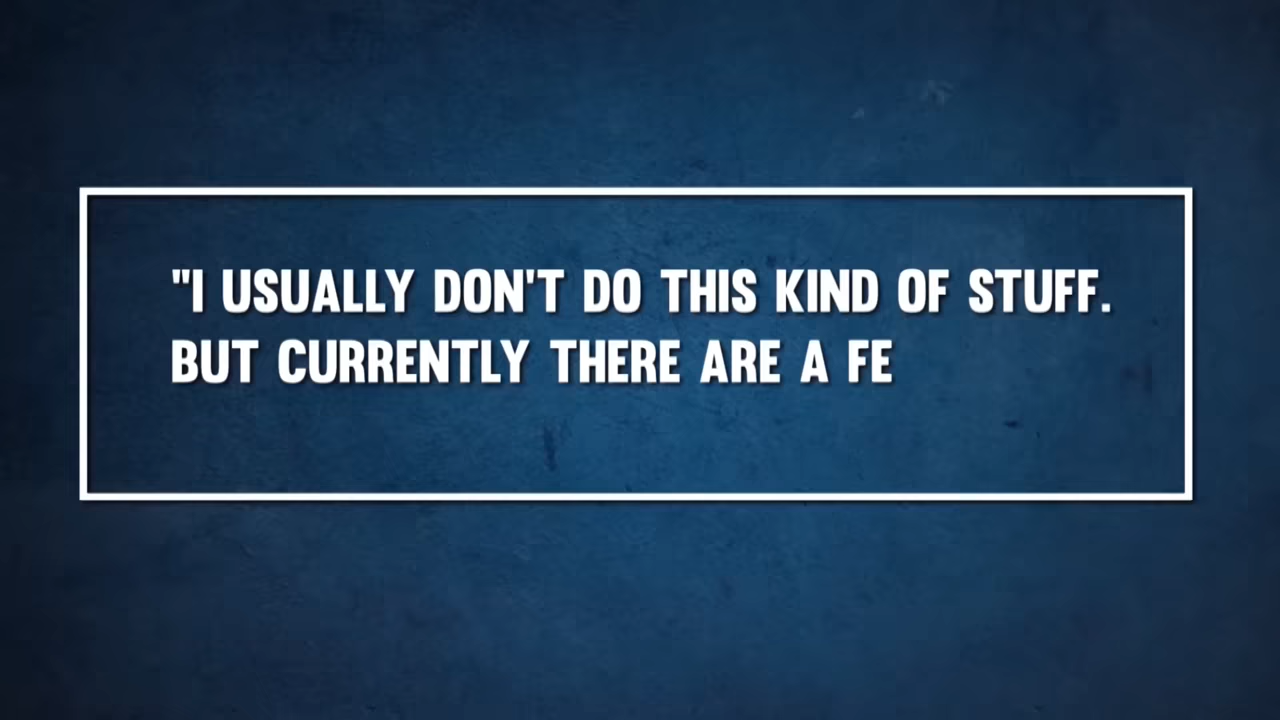 "I USUALLY DON'T DO THIS KIND OF STUFF.
BUT CURRENTLY THERE ARE A FE